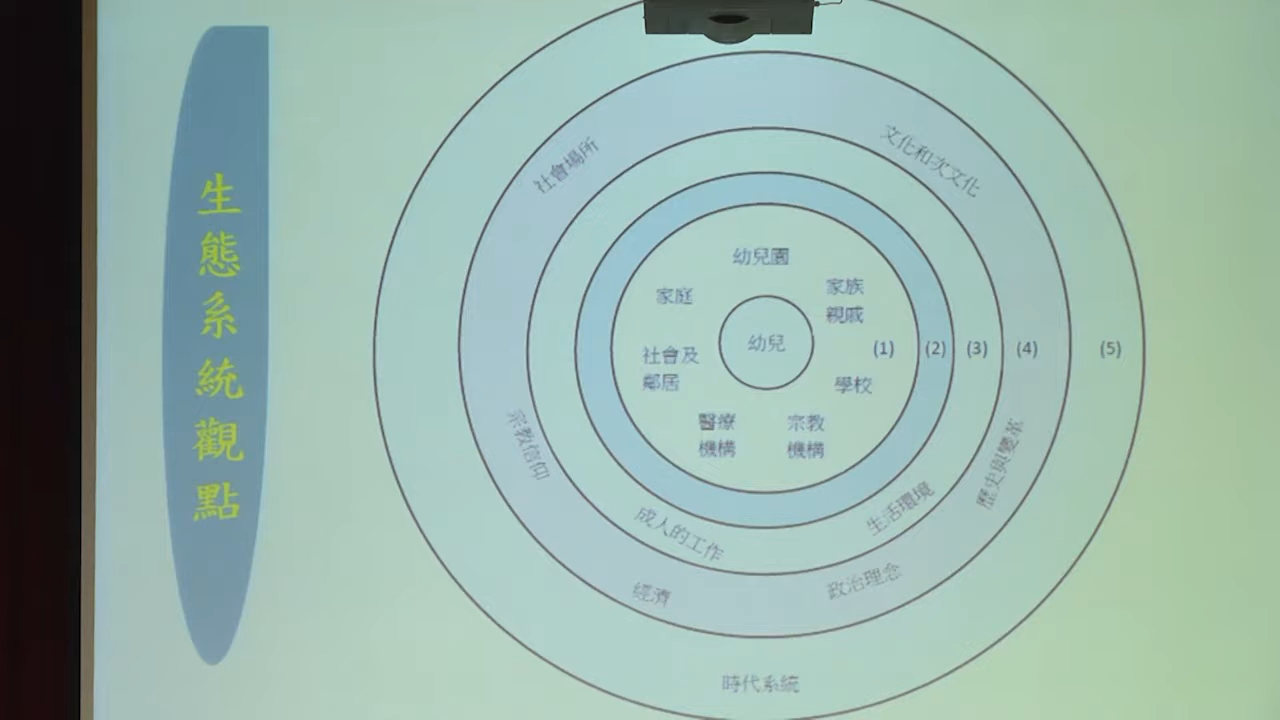 生態系統觀點
社會場所
文化和次文化
幼兒園
家庭
家族
親戚
幼兒
社會及
鄰居
(1)
(2)
(3)
(4)
(5)
學校
醫療
機構
宗教
機構
宗教信仰
歷史與變革
成人的工作
生活環境
經濟
政治理念
時代系統